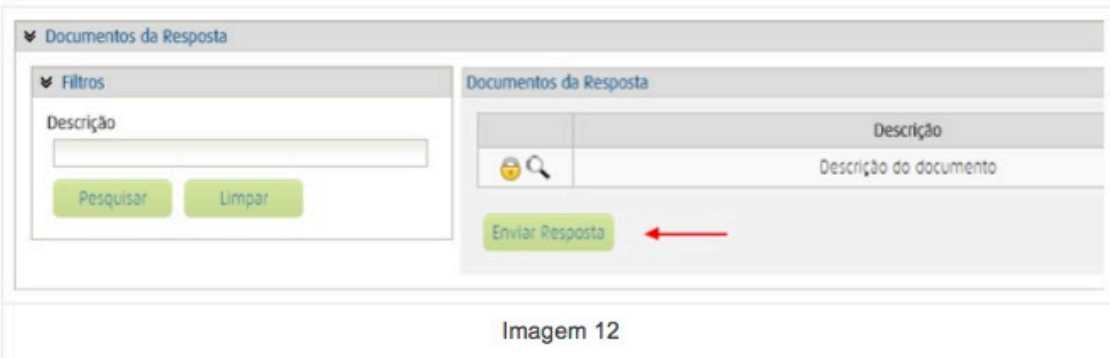 Documentos da Resposta
Filtros
Descrição
Pesquisar Limpar
Documentos da Resposta
Descrição
Descrição do documento
Enviar Resposta
Imagem 12